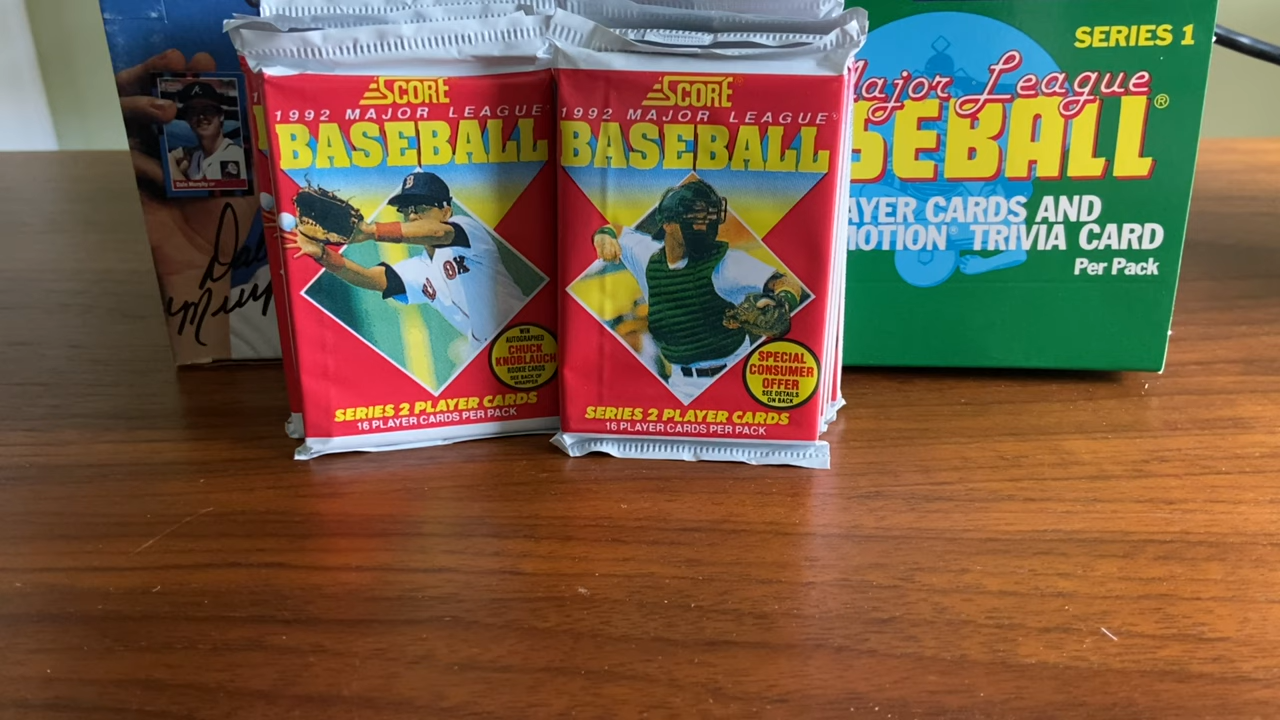 SCORE
1992 MAJOR LEAGUE
BASEBALL
WIN
AUTOGRAPHED
CHUCK
KNOBLAUCH
ROOKIE CARDS
SEE BACK OF
WRAPPER
SERIES 2 PLAYER CARDS
16 PLAYER CARDS PER PACK
SCORE®
1992 MAJOR LEAGUE®
BASEBALL
SPECIAL
CONSUMER
OFFER
SEE DETAILS
ON BACK
SERIES 2 PLAYER CARDS
16 PLAYER CARDS PER PACK
SERIES 1
ajor League
SEBALL®
AYER CARDS AND
MOTION® TRIVIA CARD
Per Pack
Dale Murphy OF